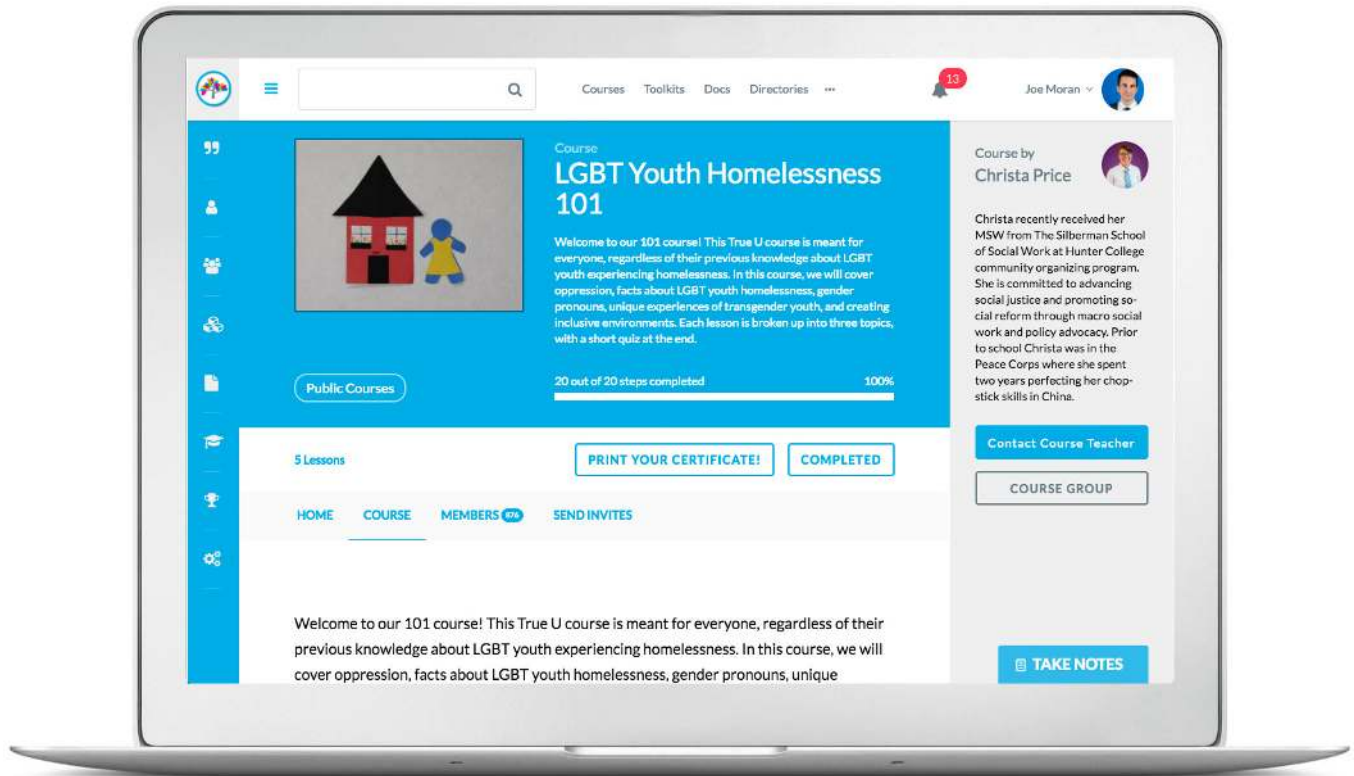 Courses Toolkits Docs Directories ...
13
Joe Moran
Course
LGBT Youth Homelessness
101
Welcome to our 101 course! This True U course is meant for
everyone, regardless of their previous knowledge about LGBT
youth experiencing homelessness. In this course, we will cover
oppression, facts about LGBT youth homelessness, gender
pronouns, unique experiences of transgender youth, and creating
inclusive environments. Each lesson is broken up into three topics,
with a short quiz at the end.
Public Courses
20 out of 20 steps completed 100%
5 Lessons
PRINT YOUR CERTIFICATE!
COMPLETED
HOME COURSE MEMBERS 876 SEND INVITES
Welcome to our 101 course! This True U course is meant for everyone, regardless of their
previous knowledge about LGBT youth experiencing homelessness. In this course, we will
cover oppression, facts about LGBT youth homelessness, gender pronouns, unique
Course by
Christa Price
Christa recently received her
MSW from The Silberman School
of Social Work at Hunter College
community organizing program.
She is committed to advancing
social justice and promoting so-
cial reform through macro social
work and policy advocacy. Prior
to school Christa was in the
Peace Corps where she spent
two years perfecting her chop-
stick skills in China.
Contact Course Teacher
COURSE GROUP
TAKE NOTES